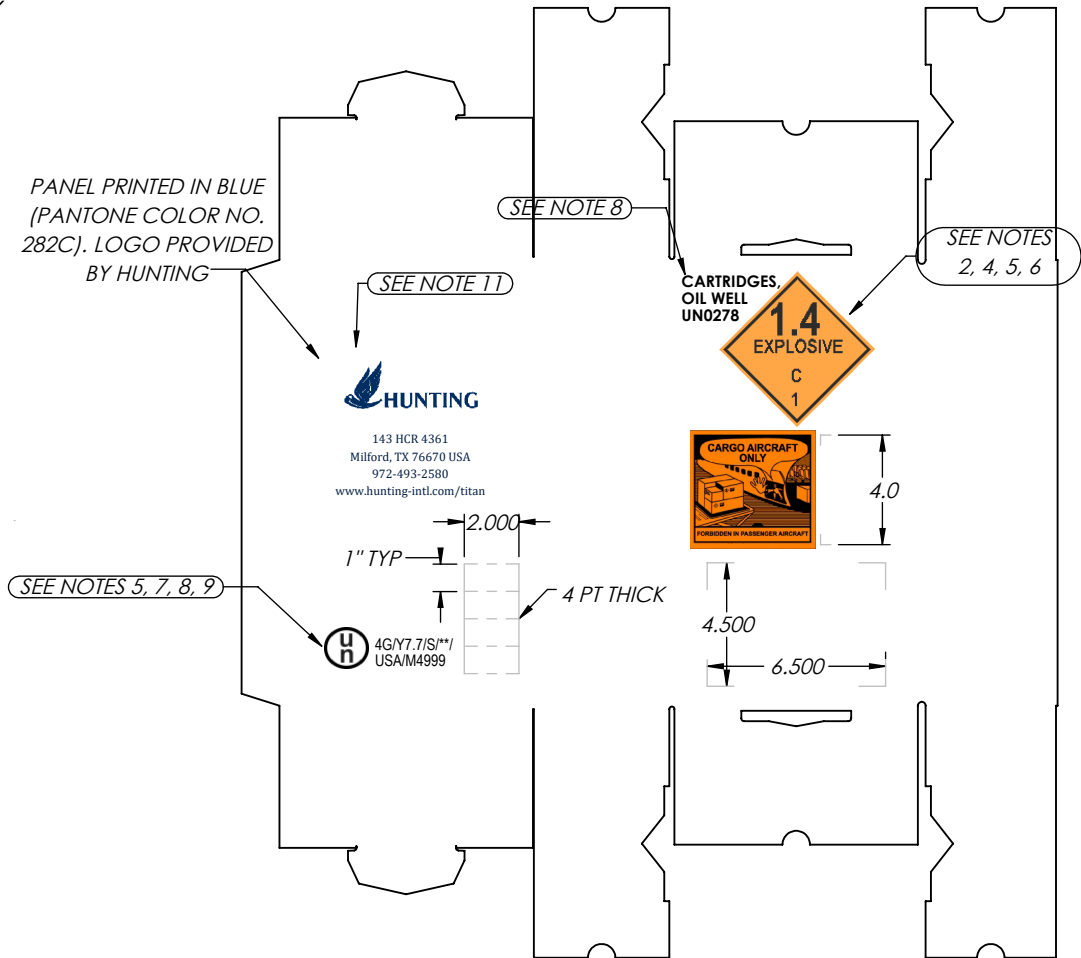 PANEL PRINTED IN BLUE
(PANTONE COLOR NO.
282C). LOGO PROVIDED
BY HUNTING
SEE NOTE 8
SEE NOTES
2, 4, 5, 6
SEE NOTE 11
CARTRIDGES,
OIL WELL
UN0278
1.4
EXPLOSIVE
C
1
HUNTING
143 HCR 4361
Milford, TX 76670 USA
972-493-2580
www.hunting-intl.com/titan
CARGO AIRCRAFT
ONLY
FORBIDDEN IN PASSENGER AIRCRAFT
4.0
2.000
1" TYP
4 PT THICK
SEE NOTES 5, 7, 8, 9
4.500
6.500
u
n
4G/Y7.7/S/**/
USA/M4999